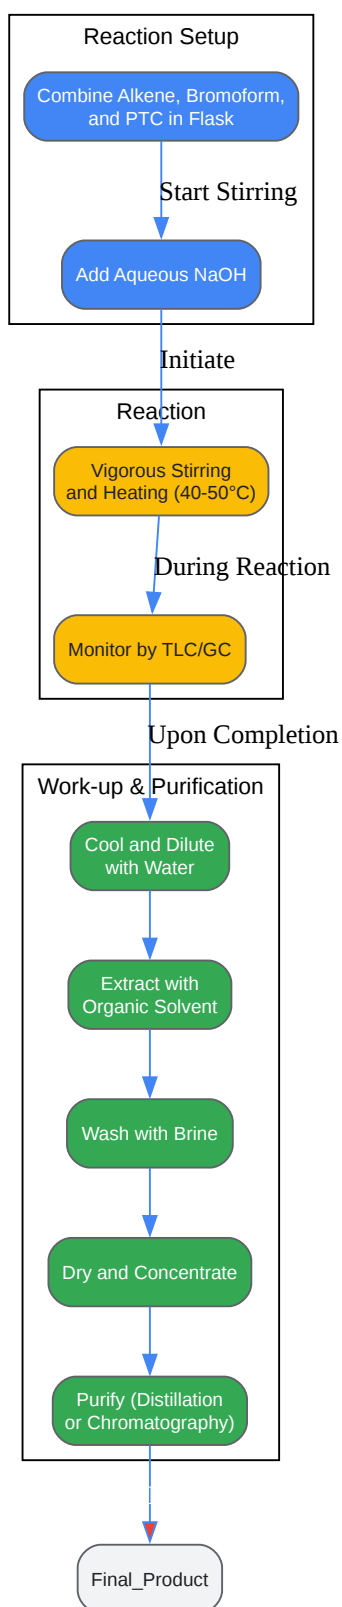 Reaction Setup
Combine Alkene, Bromoform,
and PTC in Flask
Start Stirring
Add Aqueous NaOH
Initiate
Reaction
Vigorous Stirring
and Heating (40-50°C)
During Reaction
Monitor by TLC/GC
Upon Completion
Work-up & Purification
Cool and Dilute
with Water
Extract with
Organic Solvent
Wash with Brine
Dry and Concentrate
Purify (Distillation
or Chromatography)
Final_Product